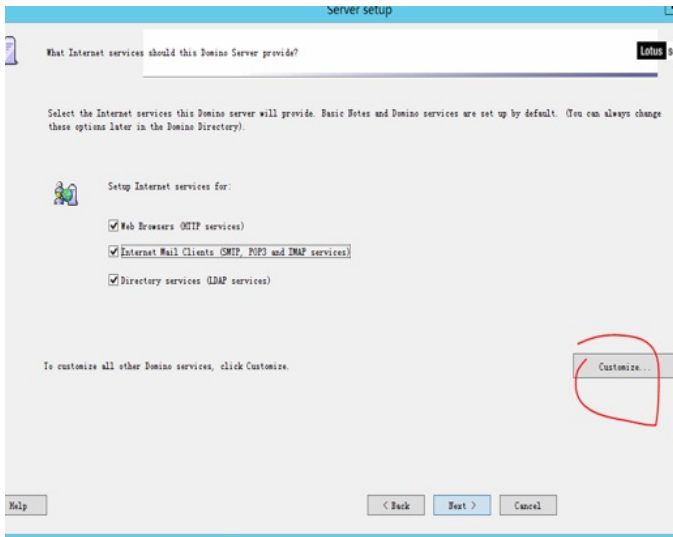 Server setup
What Internet services should this Domino Server provide?
Lotus
Select the Internet services this Domino server will provide. Basic Notes and Domino services are set up by default. (You can always change
these options later in the Domino Directory).
Setup Internet services for:
Web Browsers (HTTP services)
Internet Mail Clients (SMTP, POP3 and IMAP services)
Directory services (LDAP services)
To customize all other Domino services, click Customize.
Customize...
Help
< Back
Next >
Cancel